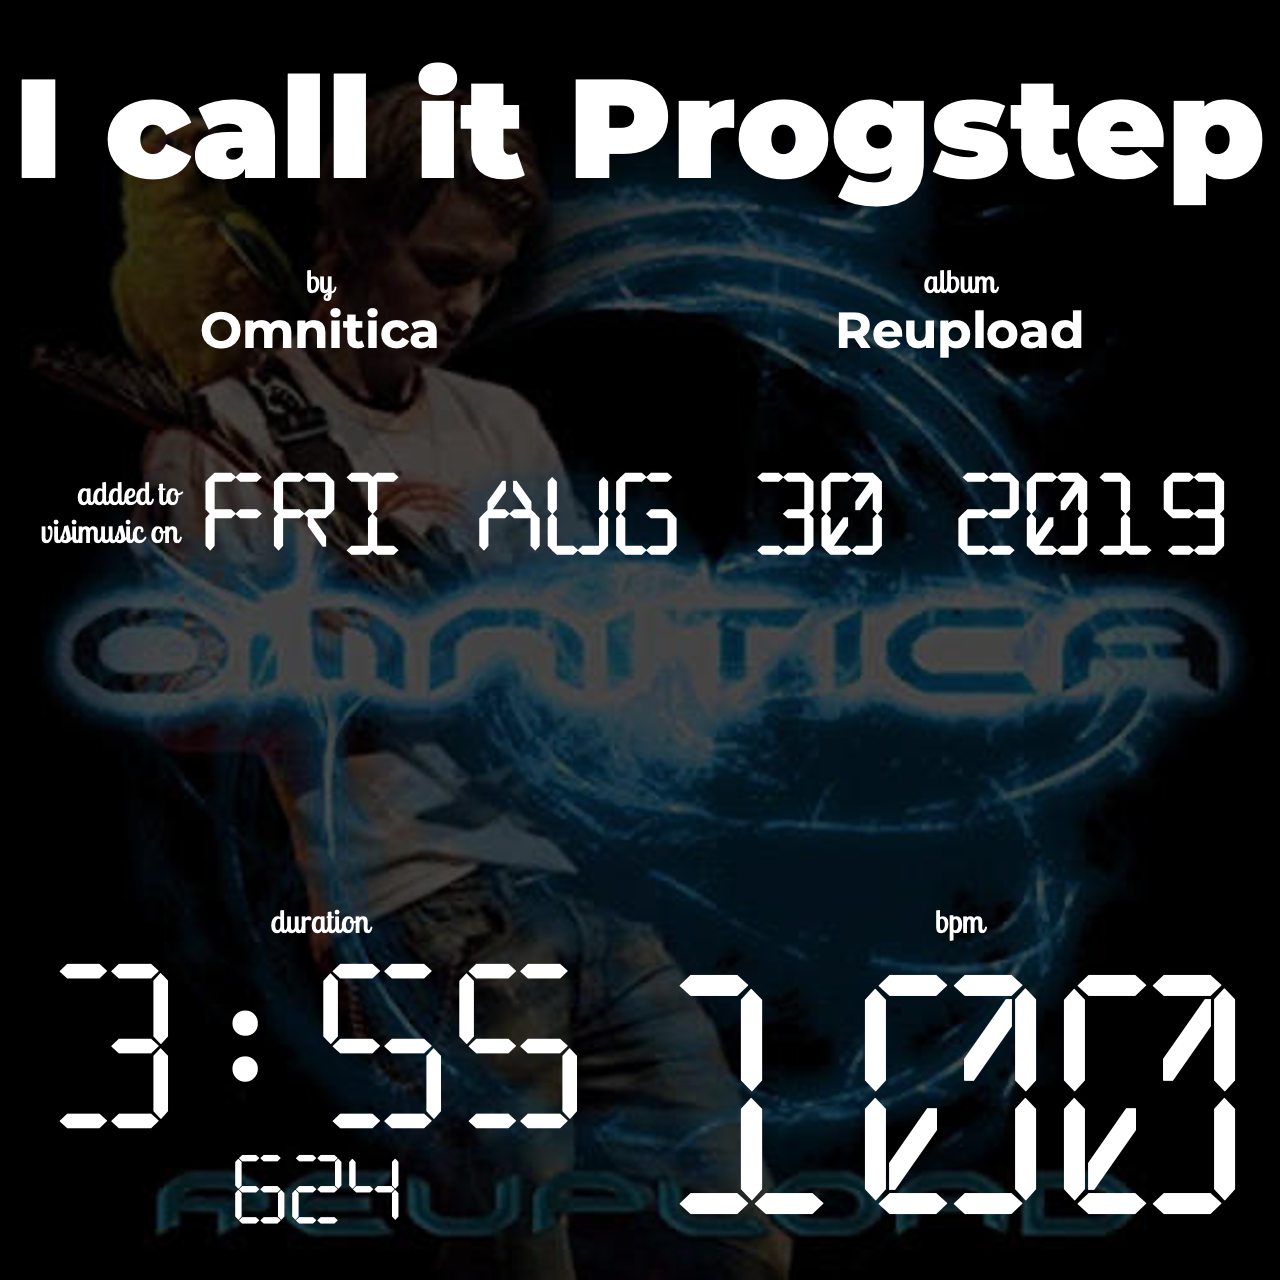 I call it Progstep
by
Omnitica
album
Reupload
added to
visimusic on
FRI AUG 30 2019
OMNITICA
duration
3:55
624
bpm
100
REUPLOAD